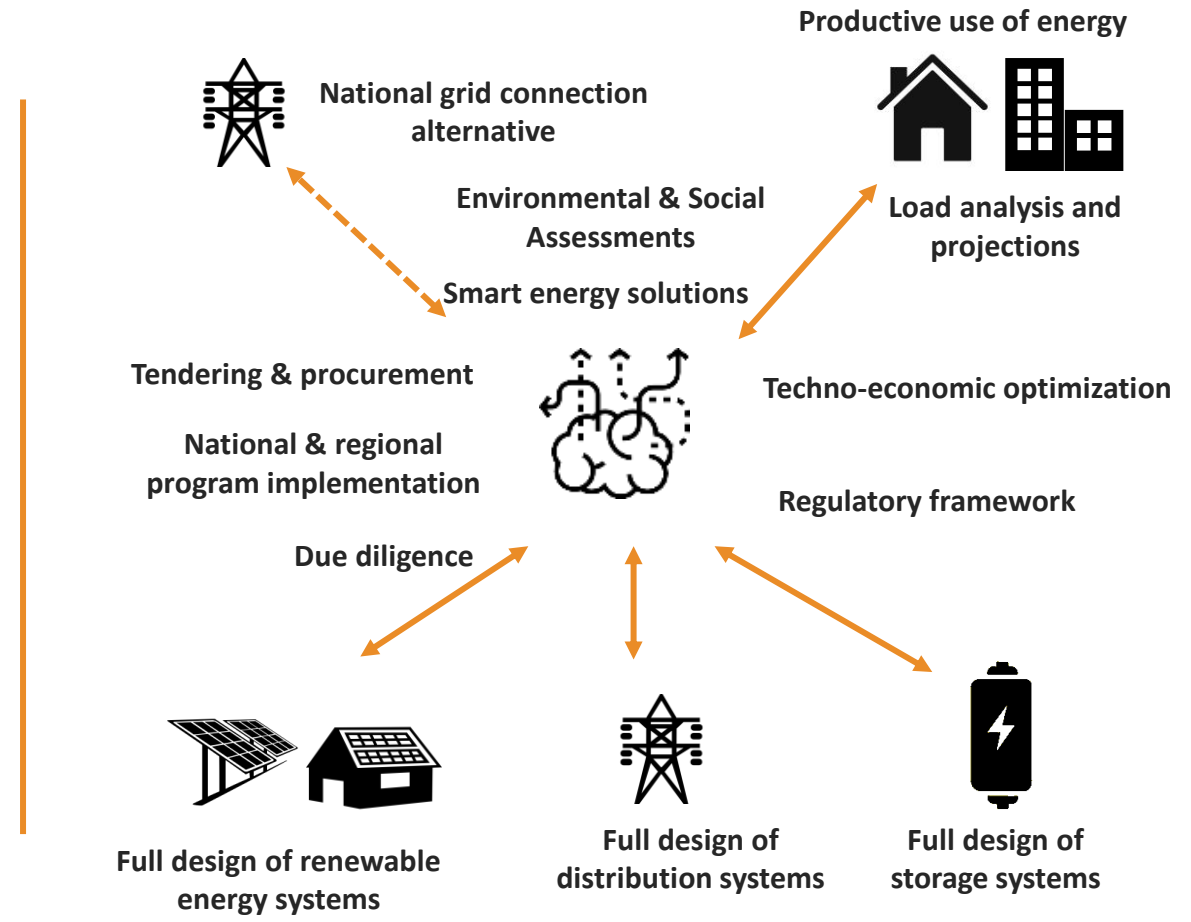 Productive use of energy
National grid connection
alternative
Environmental & Social
Assessments
Load analysis and
projections
Smart energy solutions
Tendering & procurement
Techno-economic optimization
National & regional
program implementation
Regulatory framework
Due diligence
Full design of renewable
energy systems
Full design of
distribution systems
Full design of
storage systems